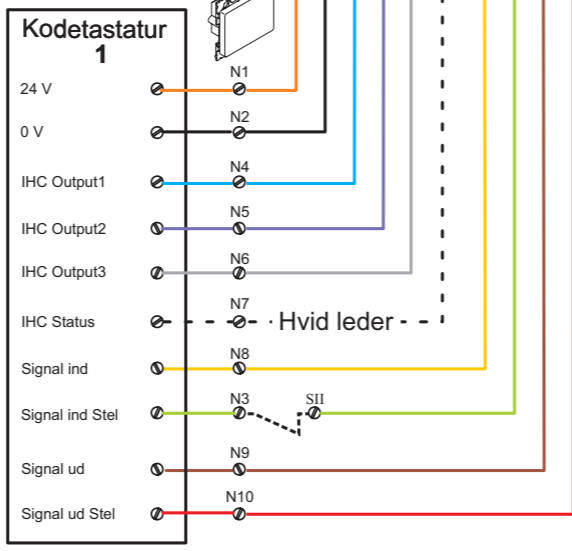 Kodetastatur
1
24 V N1
0 V N2
IHC Output1 N4
IHC Output2 N5
IHC Output3 N6
IHC Status N7 Hvid leder
Signal ind N8
Signal ind Stel N3 SII
Signal ud N9
Signal ud Stel N10